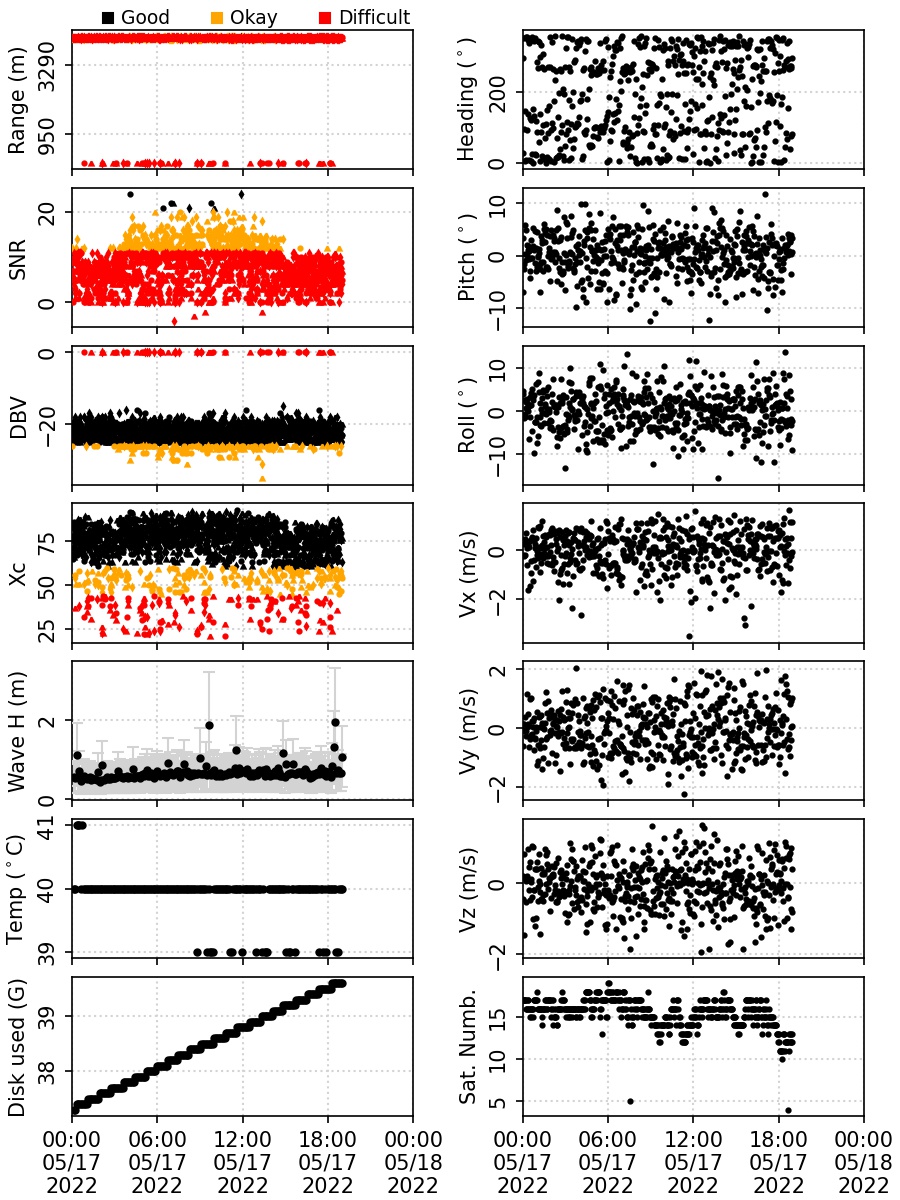 Good Okay Difficult
Range (m)
3290
950
Heading (°)
200
0
SNR
20
0
Pitch (°)
10
0
−10
DBV
0
−20
Roll (°)
10
0
−10
Xc
75
50
25
Vx (m/s)
0
−2
Wave H (m)
2
0
Vy (m/s)
2
0
−2
Temp (°C)
41
40
39
Vz (m/s)
0
−2
Disk used (G)
39
38
Sat. Numb.
15
10
5
00:00 06:00 12:00 18:00 00:00
05/17 05/17 05/17 05/17 05/18
2022 2022 2022 2022 2022
00:00 06:00 12:00 18:00 00:00
05/17 05/17 05/17 05/17 05/18
2022 2022 2022 2022 2022